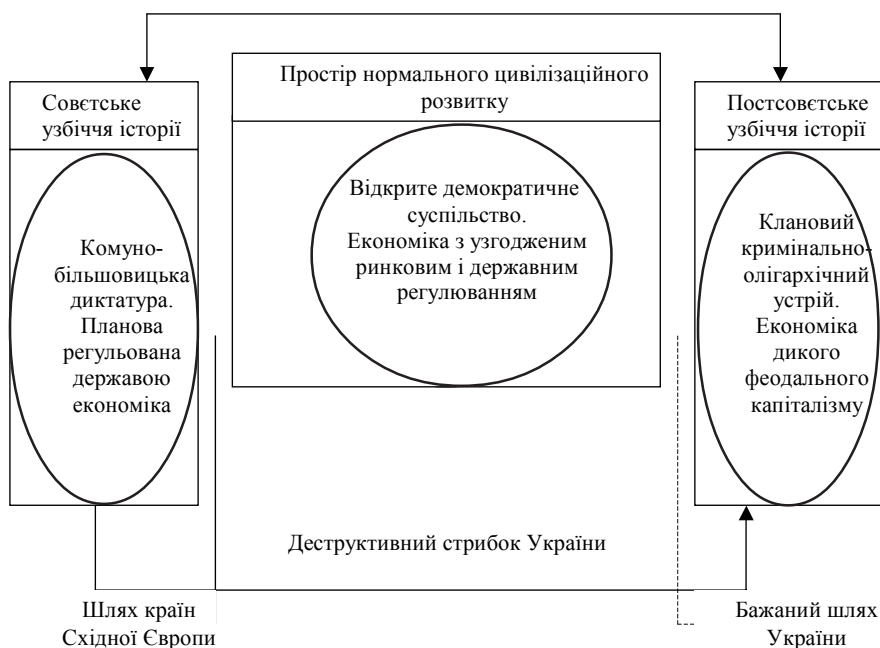 Простір нормального цивілізаційного
розвитку
Совєтське
узбіччя історії
Постсовєтське
узбіччя історії
Відкрите демократичне
суспільство.
Економіка з узгодженим
ринковим і державним
регулюванням
Комуно-
більшовицька
диктатура.
Планова
регульована
державою
економіка
Клановий
кримінально-
олігархічний
устрій.
Економіка
дикого
феодального
капіталізму
Деструктивний стрибок України
Шлях країн
Східної Європи
Бажаний шлях
України